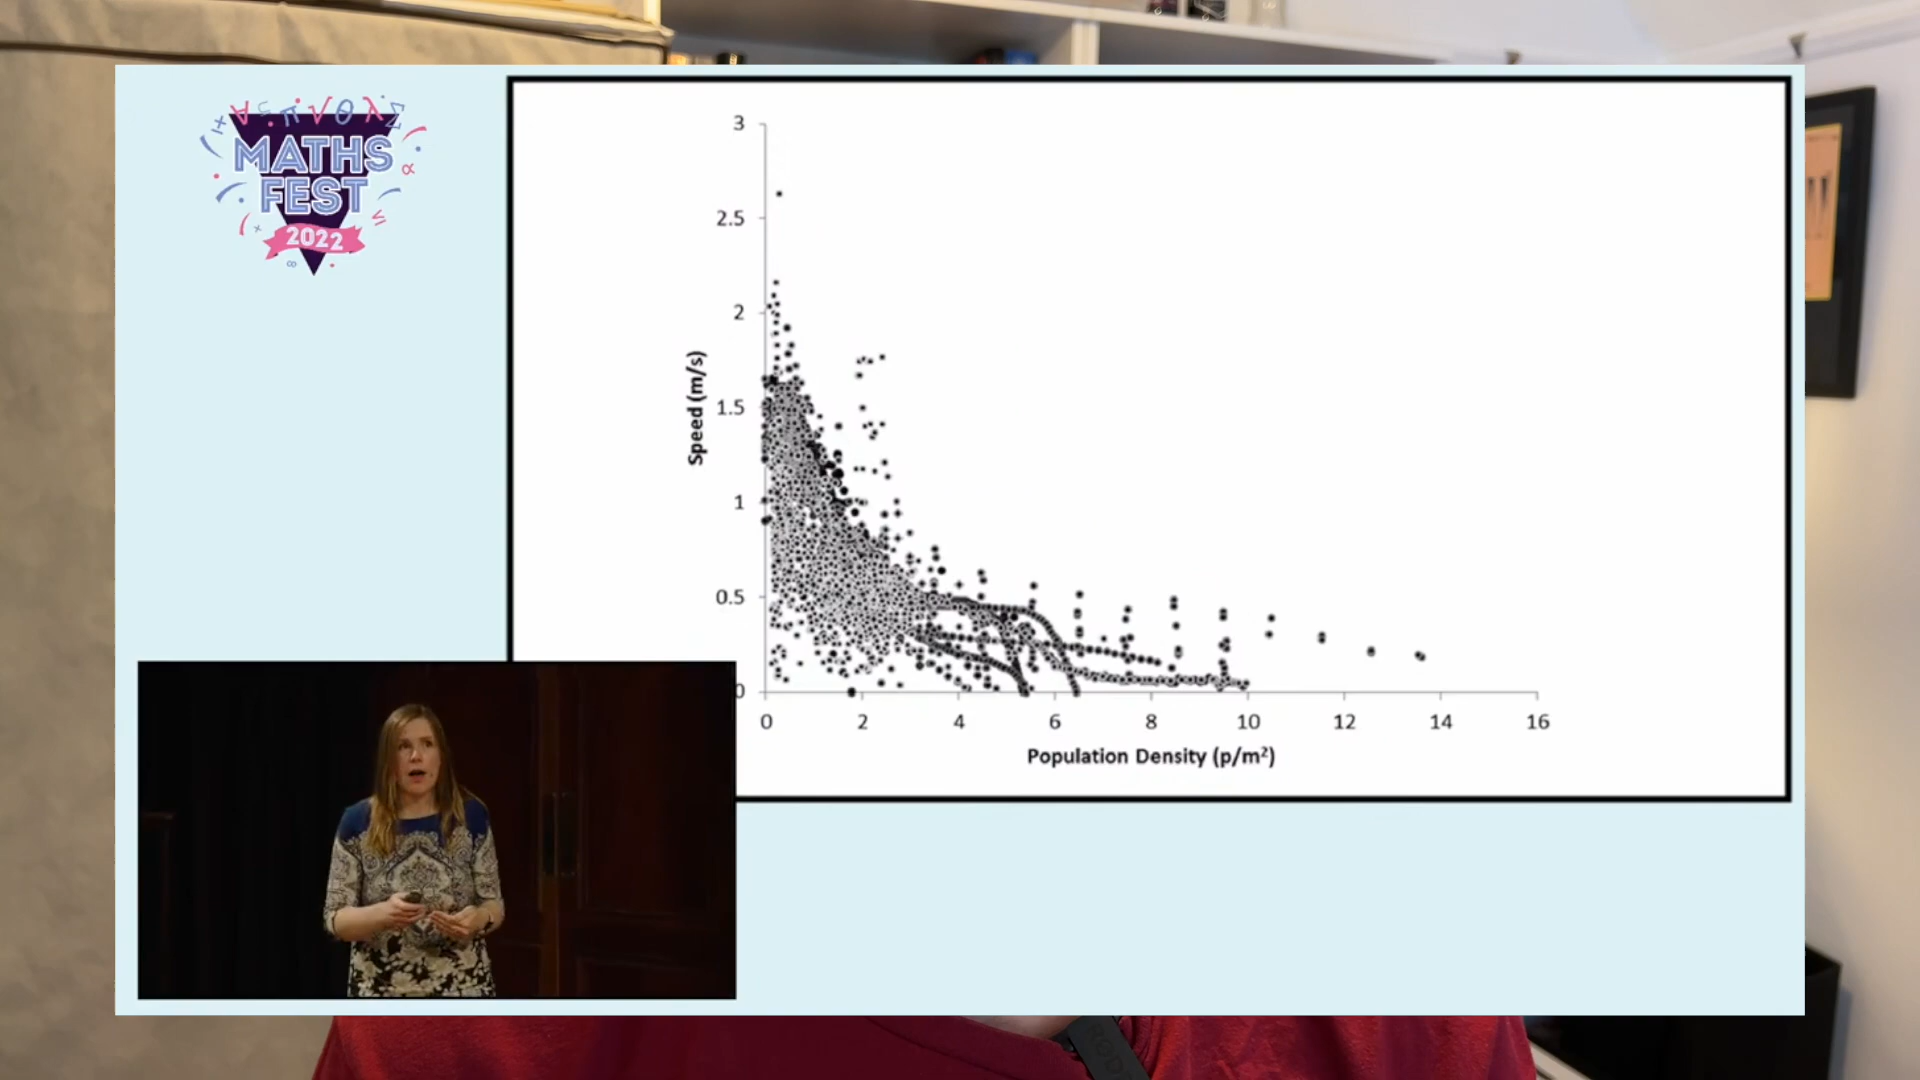 MATHS
FEST
2022
3
2.5
2
1.5
1
0.5
0
Speed (m/s)
0 2 4 6 8 10 12 14 16
Population Density (p/m²)